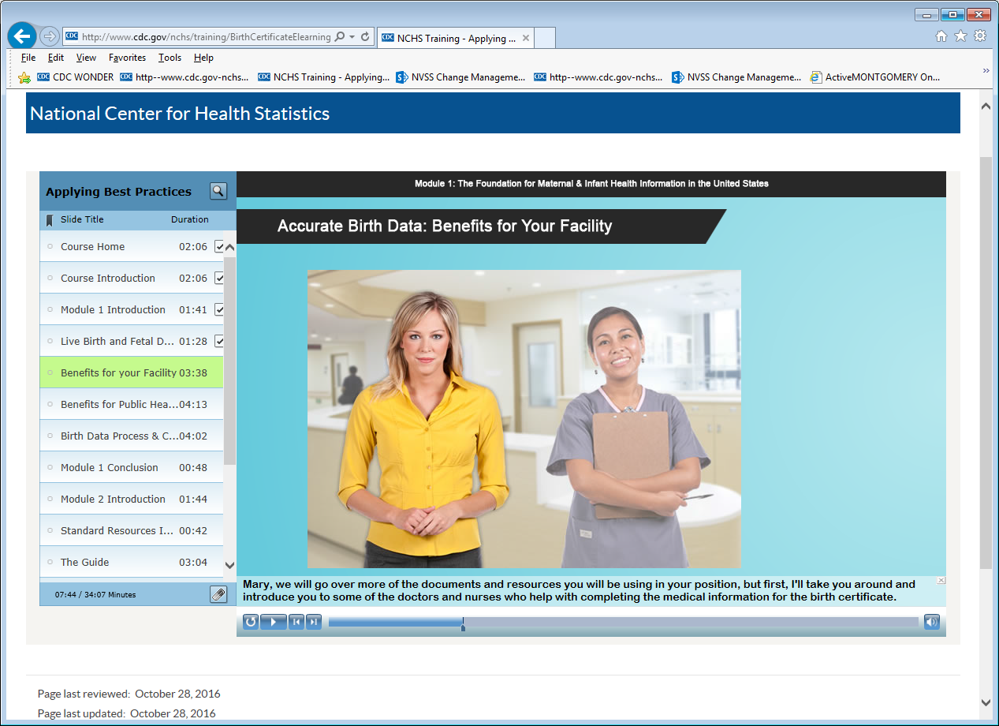 http://www.cdc.gov/nchs/training/BirthCertificateElearning
CDC NCHS Training - Applying ...
File Edit View Favorites Tools Help
CDC CDC WONDER CDC http--www.cdc.gov-nchs... CDC NCHS Training - Applying... NVSS Change Manageme... CDC http--www.cdc.gov-nchs... NVSS Change Manageme... ActiveMONTGOMERY On...
National Center for Health Statistics
Applying Best Practices
Slide Title Duration
Course Home 02:06
Course Introduction 02:06
Module 1 Introduction 01:41
Live Birth and Fetal D... 01:28
Benefits for your Facility 03:38
Benefits for Public Hea... 04:13
Birth Data Process & C... 04:02
Module 1 Conclusion 00:48
Module 2 Introduction 01:44
Standard Resources I... 00:42
The Guide 03:04
07:44 / 34:07 Minutes
Module 1: The Foundation for Maternal & Infant Health Information in the United States
Accurate Birth Data: Benefits for Your Facility
Mary, we will go over more of the documents and resources you will be using in your position, but first, I'll take you around and
introduce you to some of the doctors and nurses who help with completing the medical information for the birth certificate.
Page last reviewed: October 28, 2016
Page last updated: October 28, 2016